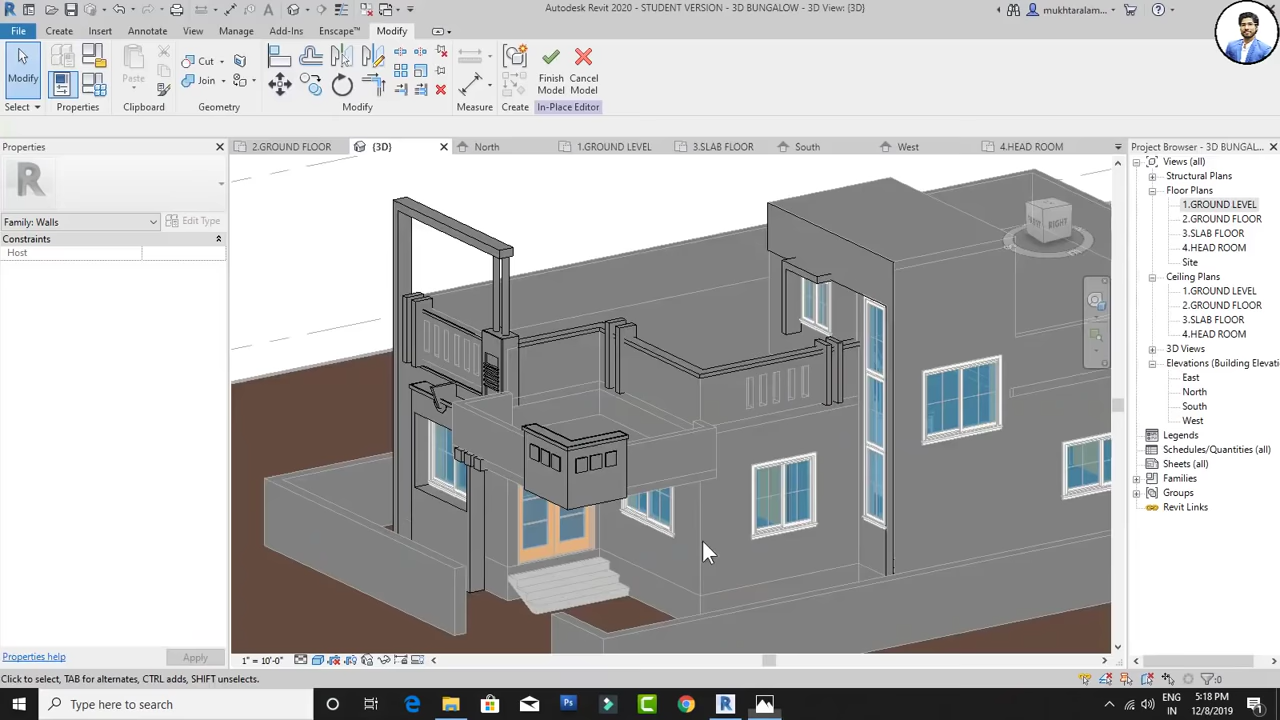 Autodesk Revit 2020 - STUDENT VERSION - 3D BUNGALOW - 3D View: {3D}
mukhtaralam...
File
Create
Insert
Annotate
View
Manage
Add-Ins
Enscape™
Modify
Modify
Paste
Cut
Join
Finish
Model
Cancel
Model
Select
Properties
Clipboard
Geometry
Modify
Measure
Create
In-Place Editor
Properties
2.GROUND FLOOR
{3D}
North
1.GROUND LEVEL
3.SLAB FLOOR
South
West
4.HEAD ROOM
Project Browser - 3D BUNGAL...
R
Family: Walls
Edit Type
Constraints
Host
Views (all)
Structural Plans
Floor Plans
1.GROUND LEVEL
2.GROUND FLOOR
3.SLAB FLOOR
4.HEAD ROOM
Site
Ceiling Plans
1.GROUND LEVEL
2.GROUND FLOOR
3.SLAB FLOOR
4.HEAD ROOM
3D Views
Elevations (Building Elevati
East
North
South
West
Legends
Schedules/Quantities (all)
Sheets (all)
Families
Groups
Revit Links
RIGHT
Properties help
Apply
1" = 10'-0"
Click to select, TAB for alternates, CTRL adds, SHIFT unselects.
:0
Type here to search
ENG
IN
5:18 PM
12/8/2019